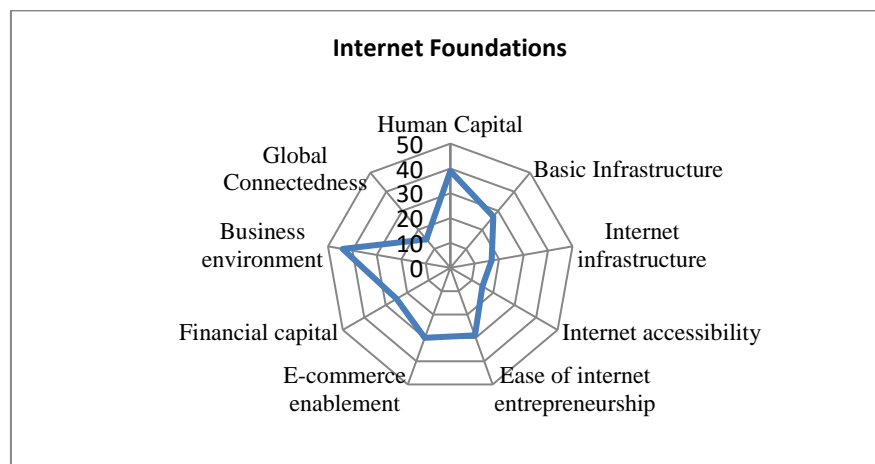 Internet Foundations
Human Capital
Basic Infrastructure
Internet
infrastructure
Internet accessibility
Ease of internet
entrepreneurship
E-commerce
enablement
Financial capital
Business
environment
Global
Connectedness
50
40
30
20
10
0